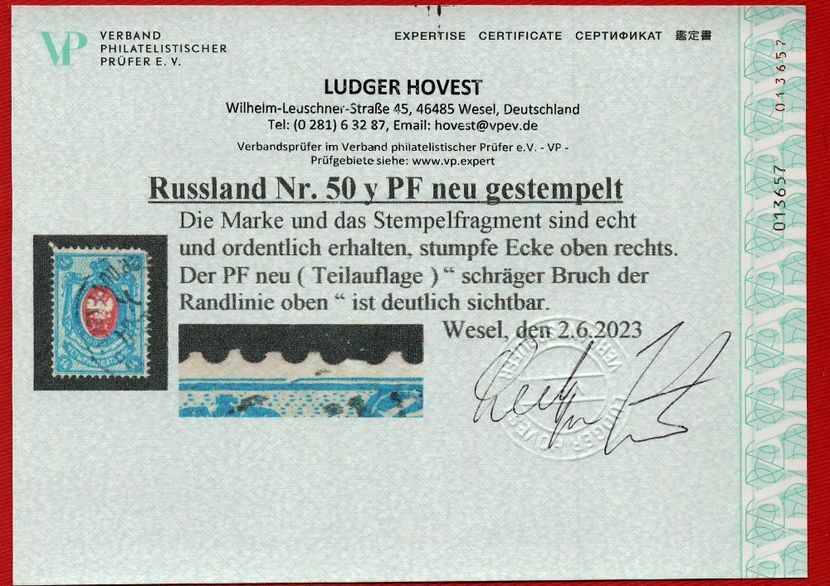 VP VERBAND
PHILATELISTISCHER
PRÜFER E. V.
EXPERTISE CERTIFICATE СЕРТИФИКАТ 鑑定書
LUDGER HOVEST
Wilhelm-Leuschner-Straße 45, 46485 Wesel, Deutschland
Tel: (0 281) 6 32 87, Email: hovest@vpev.de
Verbandsprüfer im Verband philatelistischer Prüfer e.V. - VP -
Prüfgebiete siehe: www.vp.expert
Russland Nr. 50 y PF neu gestempelt
Die Marke und das Stempelfragment sind echt
und ordentlich erhalten, stumpfe Ecke oben rechts.
Der PF neu ( Teilauflage ) “ schräger Bruch der
Randlinie oben “ ist deutlich sichtbar.
Wesel, den 2.6.2023
LUDGER HOVEST
013657
013657